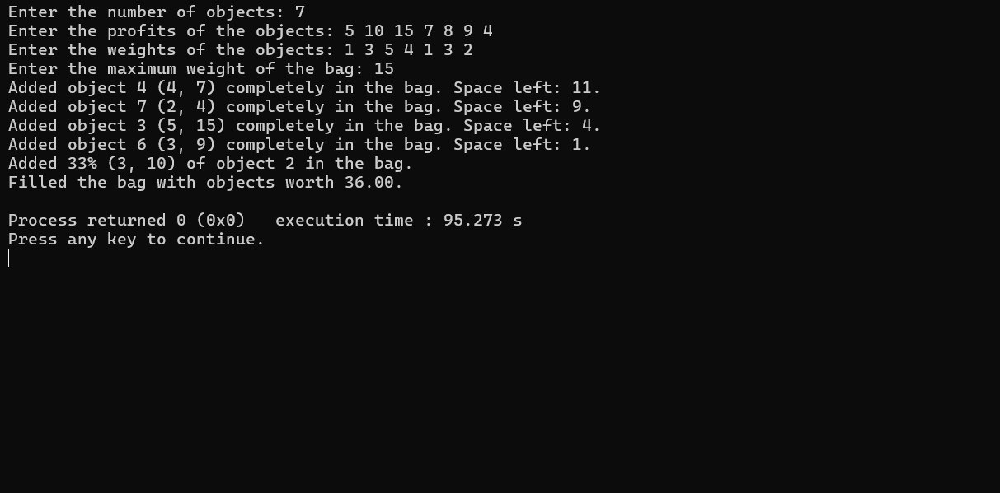 Enter the number of objects: 7
Enter the profits of the objects: 5 10 15 7 8 9 4
Enter the weights of the objects: 1 3 5 4 1 3 2
Enter the maximum weight of the bag: 15
Added object 4 (4, 7) completely in the bag. Space left: 11.
Added object 7 (2, 4) completely in the bag. Space left: 9.
Added object 3 (5, 15) completely in the bag. Space left: 4.
Added object 6 (3, 9) completely in the bag. Space left: 1.
Added 33% (3, 10) of object 2 in the bag.
Filled the bag with objects worth 36.00.
Process returned 0 (0x0)   execution time : 95.273 s
Press any key to continue.